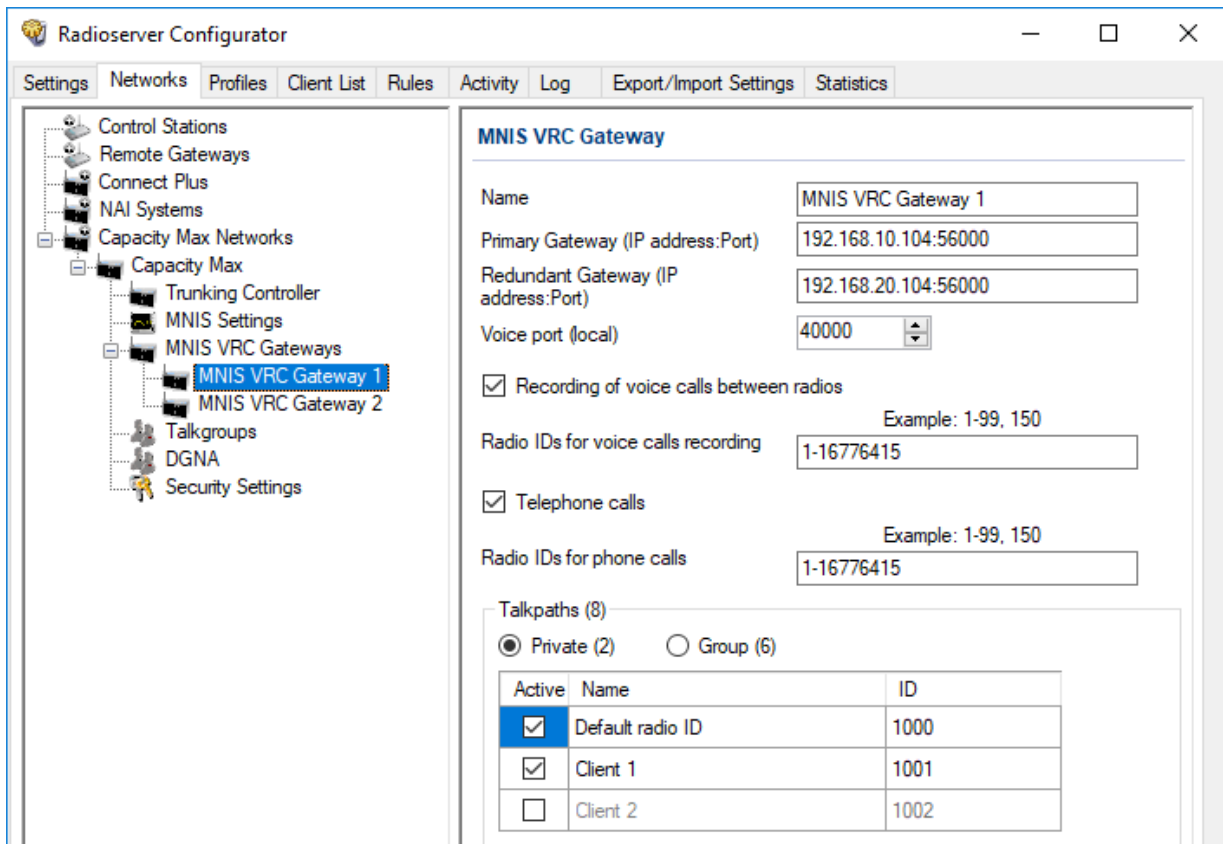 Radioserver Configurator
Settings Networks Profiles Client List Rules Activity Log Export/Import Settings Statistics
Control Stations
Remote Gateways
Connect Plus
NAI Systems
Capacity Max Networks
Capacity Max
Trunking Controller
MNIS Settings
MNIS VRC Gateways
MNIS VRC Gateway 1
MNIS VRC Gateway 2
Talkgroups
DGNA
Security Settings
MNIS VRC Gateway
Name MNIS VRC Gateway 1
Primary Gateway (IP address:Port) 192.168.10.104:56000
Redundant Gateway (IP
address:Port) 192.168.20.104:56000
Voice port (local) 40000
Recording of voice calls between radios
Example: 1-99, 150
Radio IDs for voice calls recording 1-16776415
Telephone calls
Example: 1-99, 150
Radio IDs for phone calls 1-16776415
Talkpaths (8)
Private (2) Group (6)
Active Name ID
Default radio ID 1000
Client 1 1001
Client 2 1002